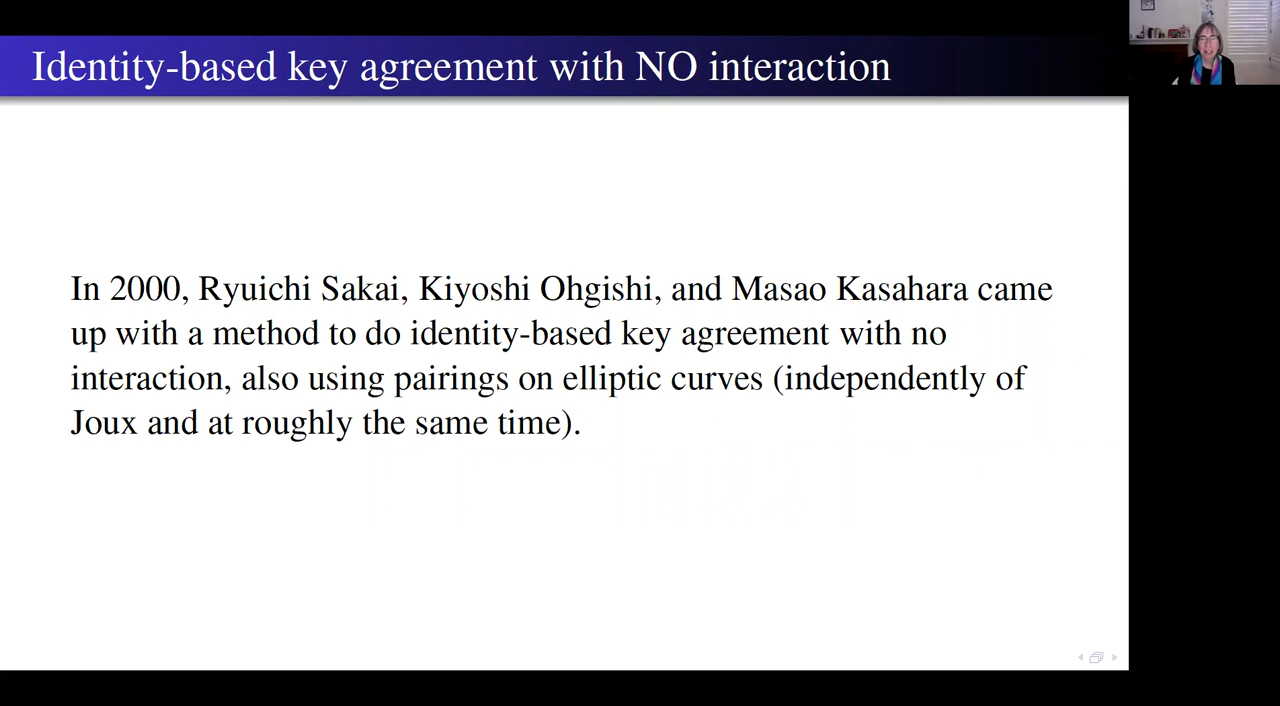 Identity-based key agreement with NO interaction
In 2000, Ryuichi Sakai, Kiyoshi Ohgishi, and Masao Kasahara came
up with a method to do identity-based key agreement with no
interaction, also using pairings on elliptic curves (independently of
Joux and at roughly the same time).